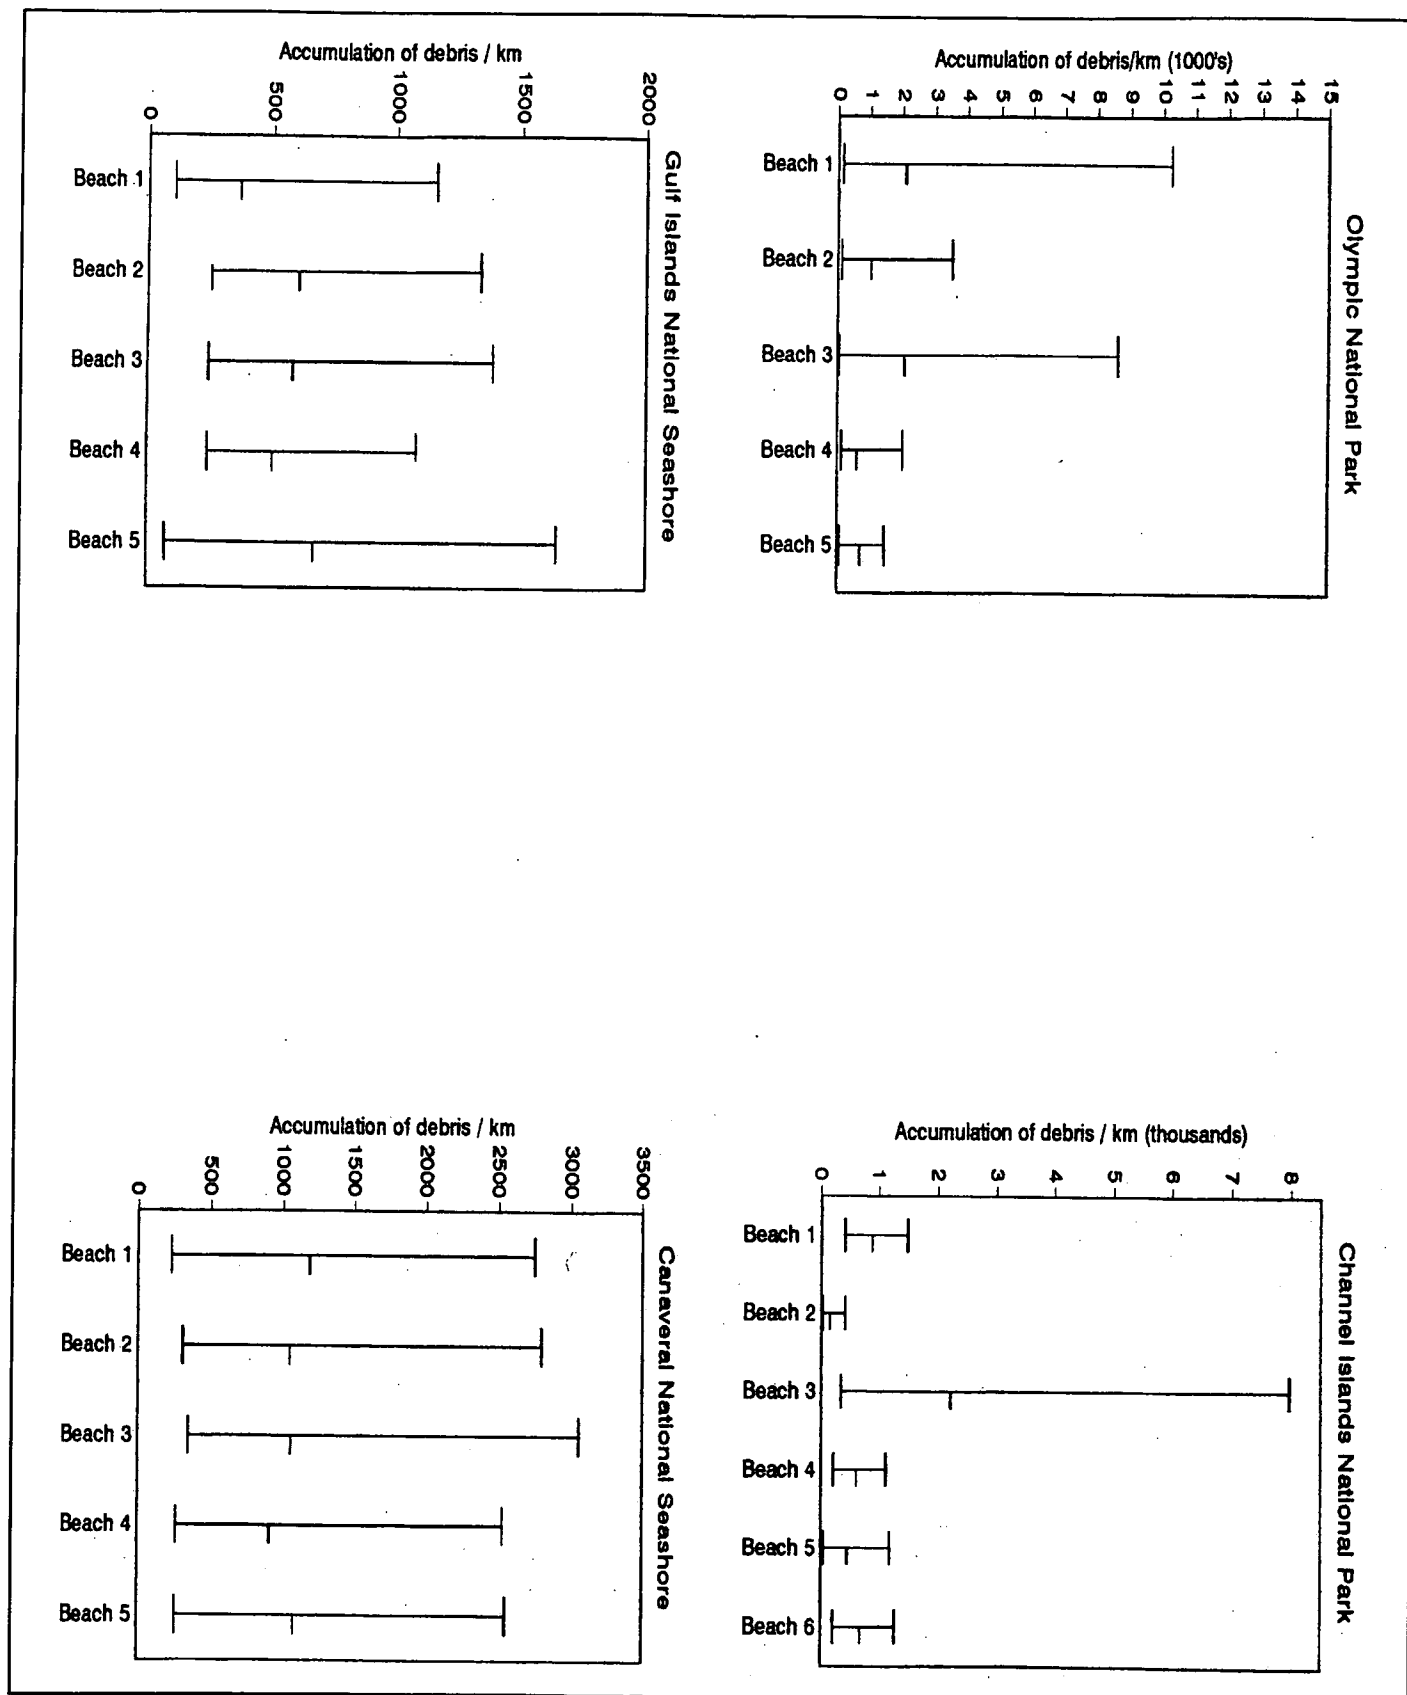 Accumulation of debris / km
0
500
1000
1500
2000
Gulf Islands National Seashore
Beach 1
Beach 2
Beach 3
Beach 4
Beach 5
Accumulation of debris/km (1000's)
0
1
2
3
4
5
6
7
8
9
10
11
12
13
14
15
Olympic National Park
Beach 1
Beach 2
Beach 3
Beach 4
Beach 5
Accumulation of debris / km
0
500
1000
1500
2000
2500
3000
3500
Canaveral National Seashore
Beach 1
Beach 2
Beach 3
Beach 4
Beach 5
Accumulation of debris / km (thousands)
0
1
2
3
4
5
6
7
8
Channel Islands National Park
Beach 1
Beach 2
Beach 3
Beach 4
Beach 5
Beach 6